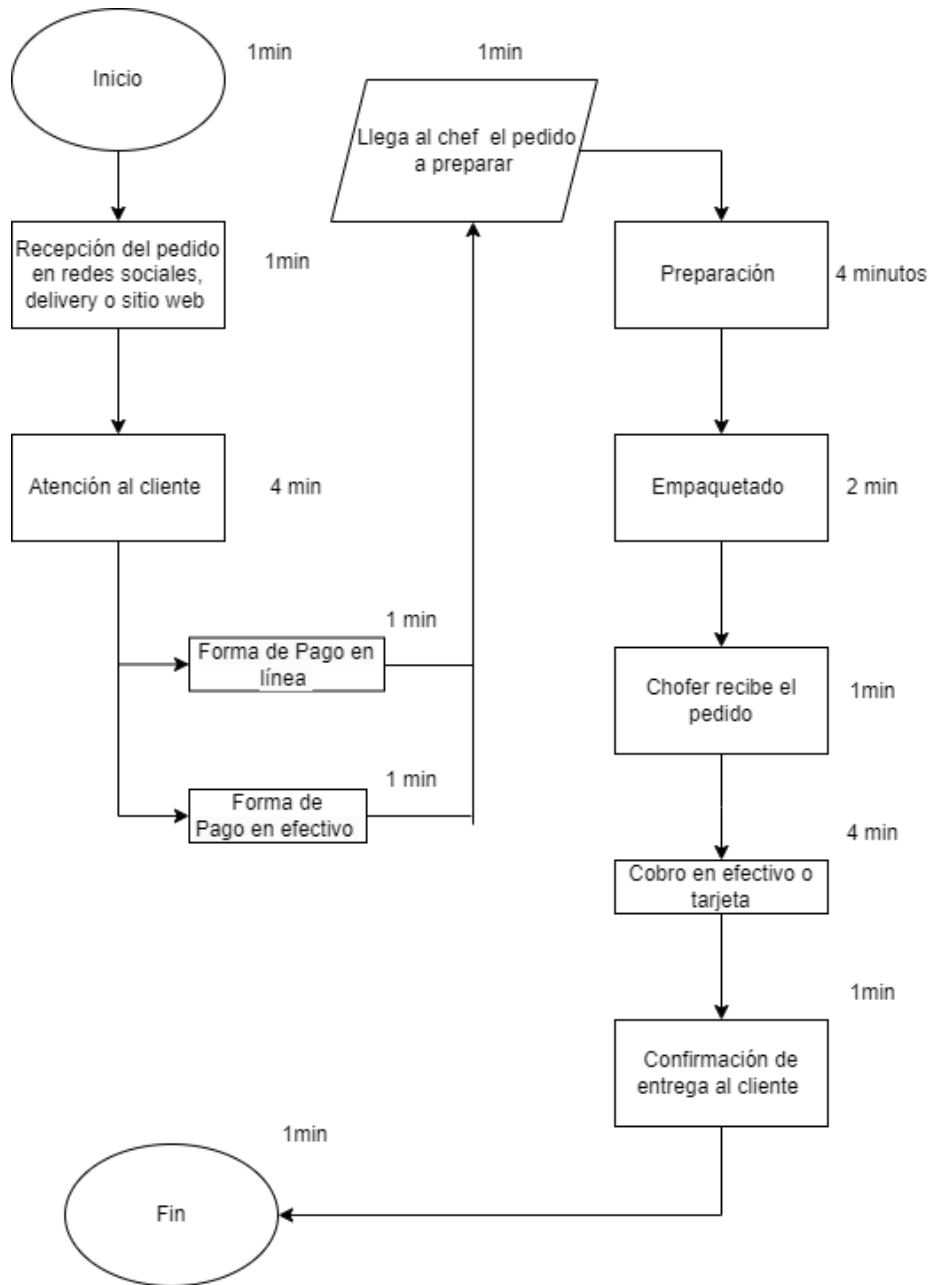 Inicio
1min
Recepción del pedido
en redes sociales,
delivery o sitio web
1min
Atención al cliente
4 min
Forma de Pago en
línea
1 min
Forma de
Pago en efectivo
1 min
1min
Llega al chef el pedido
a preparar
Preparación
4 minutos
Empaquetado
2 min
Chofer recibe el
pedido
1min
4 min
Cobro en efectivo o
tarjeta
1min
Confirmación de
entrega al cliente
1min
Fin